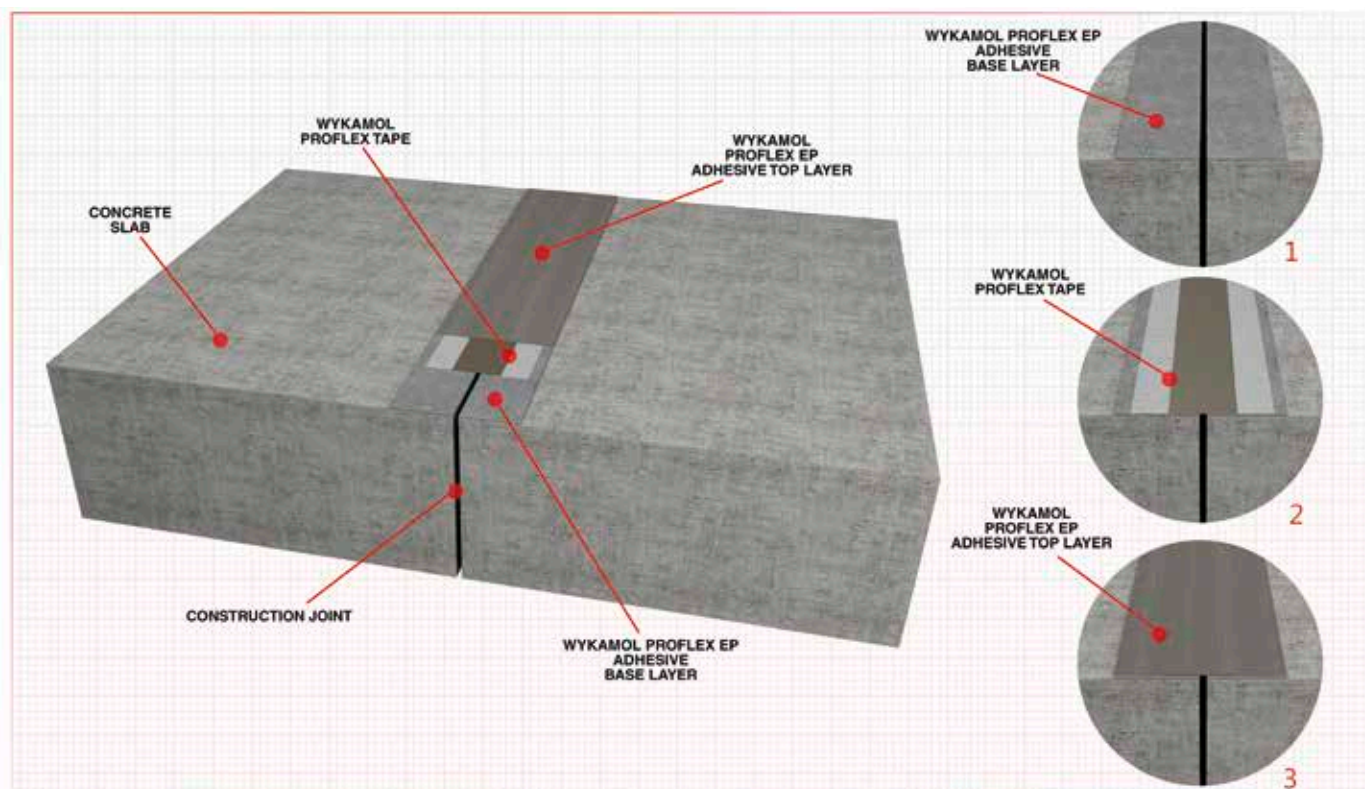 WYKAMOL
PROFLEX TAPE
WYKAMOL
PROFLEX EP
ADHESIVE TOP LAYER
CONCRETE
SLAB
CONSTRUCTION JOINT
WYKAMOL PROFLEX EP
ADHESIVE
BASE LAYER
WYKAMOL PROFLEX EP
ADHESIVE
BASE LAYER
1
WYKAMOL
PROFLEX TAPE
2
WYKAMOL
PROFLEX EP
ADHESIVE TOP LAYER
3